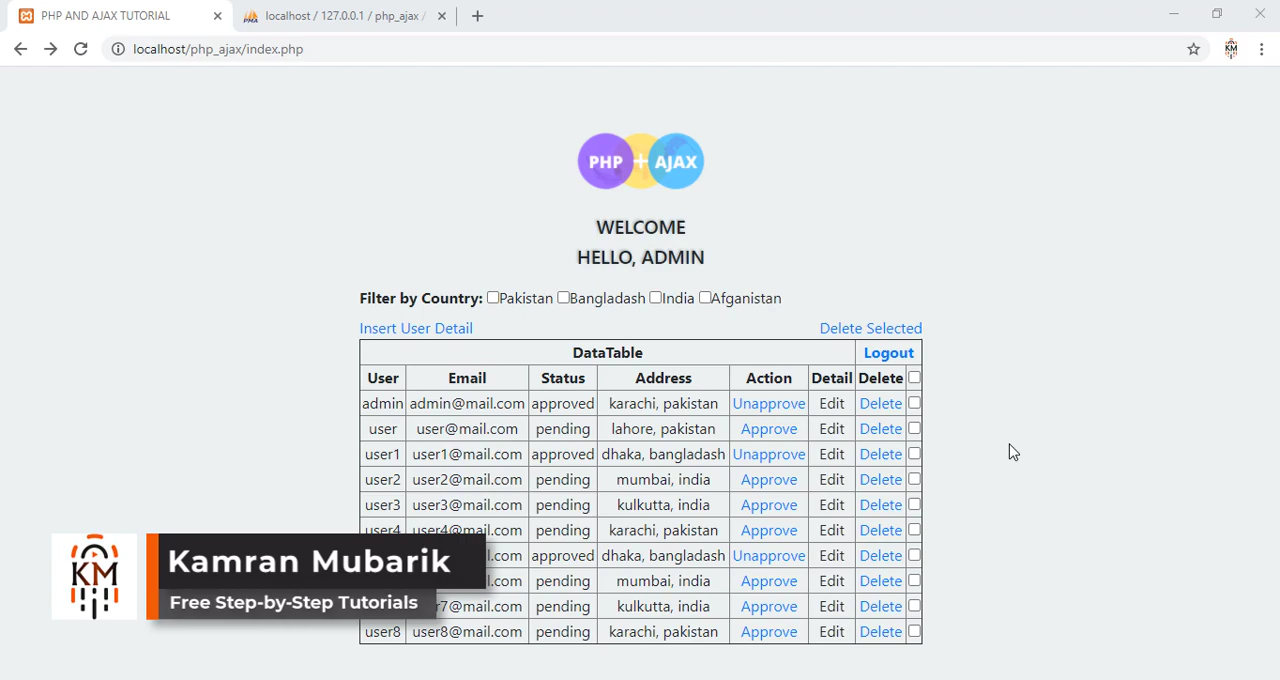 PHP AND AJAX TUTORIAL
localhost / 127.0.0.1 / php_ajax /
localhost/php_ajax/index.php
KM
PHP + AJAX
WELCOME
HELLO, ADMIN
Filter by Country: Pakistan Bangladash India Afganistan
Insert User Detail Delete Selected
DataTable Logout
User Email Status Address Action Detail Delete
admin admin@mail.com approved karachi, pakistan Unapprove Edit Delete
user user@mail.com pending lahore, pakistan Approve Edit Delete
user1 user1@mail.com approved dhaka, bangladash Unapprove Edit Delete
user2 user2@mail.com pending mumbai, india Approve Edit Delete
user3 user3@mail.com pending kulkutta, india Approve Edit Delete
user4 user4@mail.com pending karachi, pakistan Approve Edit Delete
.com approved dhaka, bangladash Unapprove Edit Delete
pending mumbai, india Approve Edit Delete
r7@mail.com pending kulkutta, india Approve Edit Delete
user8 user8@mail.com pending karachi, pakistan Approve Edit Delete
KM
Kamran Mubarik
Free Step-by-Step Tutorials